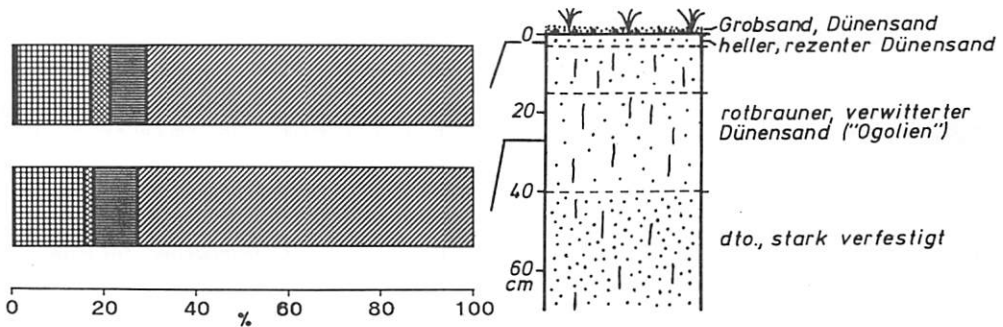 0
20
40
60
80
100
%
0
20
40
60
cm
Grobsand, Dünensand
heller, rezenter Dünensand
rotbrauner, verwitterter
Dünensand ("Ogolien")
dto., stark verfestigt